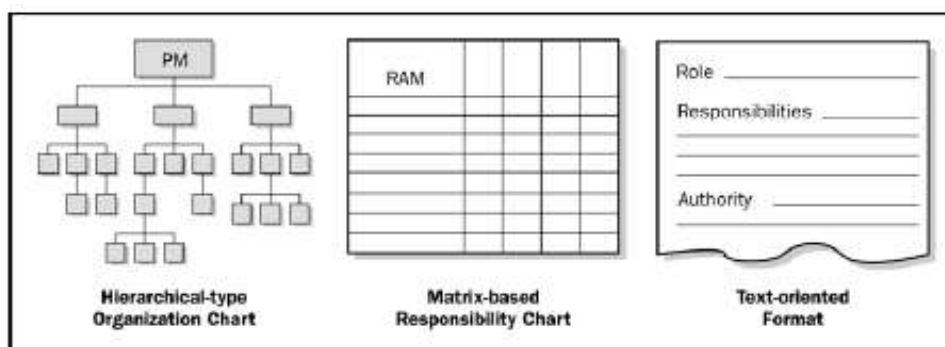 PM
Hierarchical-type
Organization Chart
RAM
Matrix-based
Responsibility Chart
Role
Responsibilities
Authority
Text-oriented
Format